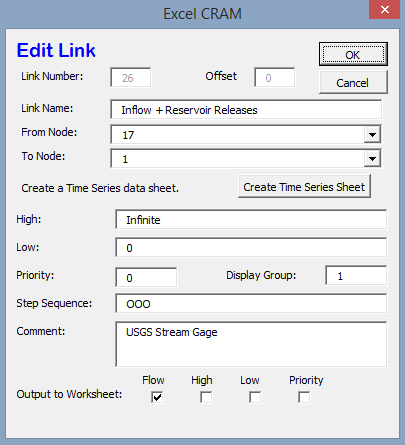 Excel CRAM
Edit Link
OK
Link Number: 26 Offset 0
Cancel
Link Name: Inflow + Reservoir Releases
From Node: 17
To Node: 1
Create a Time Series data sheet. Create Time Series Sheet
High: Infinite
Low: 0
Priority: 0 Display Group: 1
Step Sequence: OOO
Comment: USGS Stream Gage
Flow High Low Priority
Output to Worksheet: